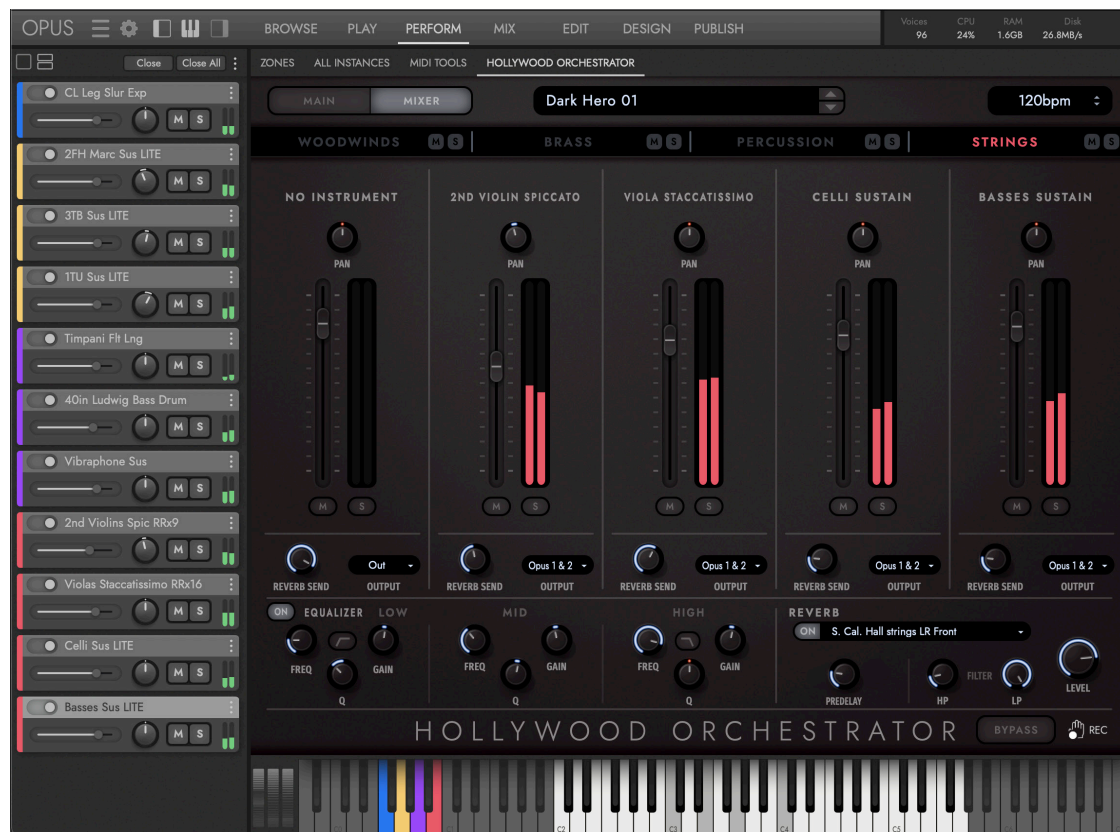 OPUS BROWSE PLAY PERFORM MIX EDIT DESIGN PUBLISH Voices CPU RAM Disk
96 24% 1.6GB 26.8MB/s
Close Close All ZONES ALL INSTANCES MIDI TOOLS HOLLYWOOD ORCHESTRATOR
CL Leg Slur Exp
M S
2FH Marc Sus LITE
M S
3TB Sus LITE
M S
1TU Sus LITE
M S
Timpani Flt Lng
M S
40in Ludwig Bass Drum
M S
Vibraphone Sus
M S
2nd Violins Spic RRx9
M S
Violas Staccatissimo RRx16
M S
Celli Sus LITE
M S
Basses Sus LITE
M S
MAIN MIXER Dark Hero 01 120bpm
WOODWINDS M S BRASS M S PERCUSSION M S STRINGS M S
NO INSTRUMENT 2ND VIOLIN SPICCATO VIOLA STACCATISSIMO CELLI SUSTAIN BASSES SUSTAIN
PAN PAN PAN PAN PAN
M S M S M S M S M S
Out Opus 1 & 2 Opus 1 & 2 Opus 1 & 2 Opus 1 & 2
REVERB SEND OUTPUT REVERB SEND OUTPUT REVERB SEND OUTPUT REVERB SEND OUTPUT REVERB SEND OUTPUT
ON EQUALIZER LOW MID HIGH REVERB
ON S. Cal. Hall strings LR Front
FREQ GAIN FREQ GAIN FREQ GAIN FILTER LEVEL
Q Q Q PREDELAY HP LP
HOLLYWOOD ORCHESTRATOR BYPASS REC
C2 C3 C4 C5